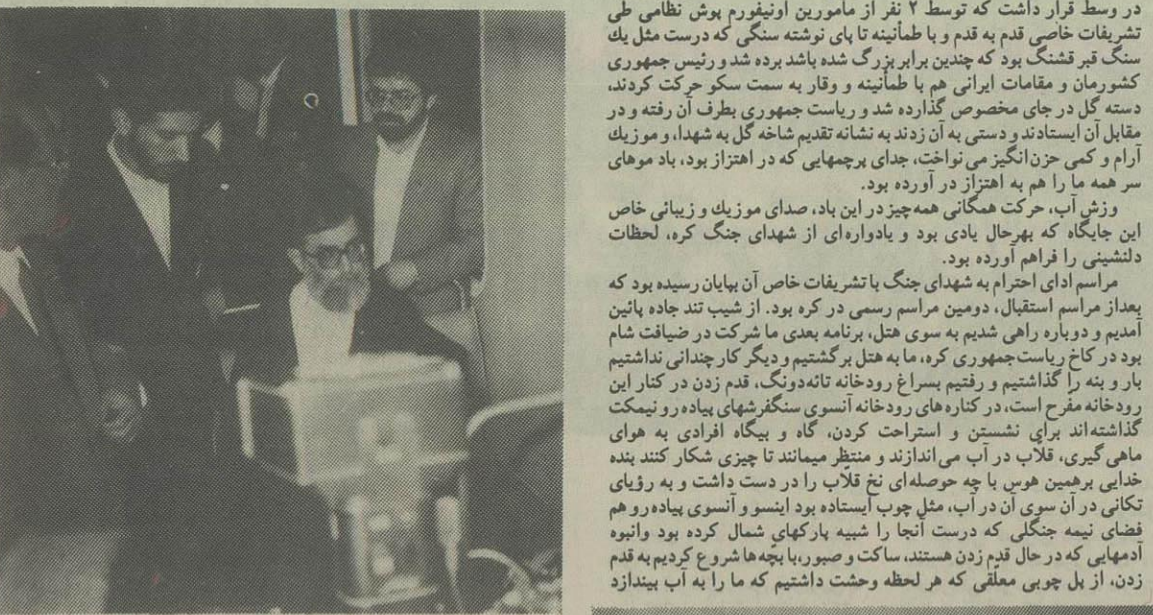 در وسط قرار داشت که توسط ۲ نفر از مامورین اونیفورم پوش نظامی طی
تشریفات خاصی قدم به قدم و با طمأنینه تا پای نوشته سنگی که درست مثل یك
سنگ قبر قشنگ بود که چندین برابر بزرگ شده باشد برده شد و رئیس جمهوری
کشورمان و مقامات ایرانی هم با طمأنینه و وقار به سمت سکو حرکت کردند،
دسته گل در جای مخصوص گذارده شد و ریاست جمهوری بطرف آن رفته و در
مقابل آن ایستادند و دستی به آن زدند به نشانه تقدیم شاخه گل به شهدا، و موزیك
آرام و کمی حزن‌انگیز می‌نواخت، جدای پرچمهایی که در اهتزاز بود، باد موهای
سر همه ما را هم به اهتزاز در آورده بود.
وزش آب، حرکت همگانی همه‌چیز در این باد، صدای موزیك و زیبائی خاص
این جایگاه که بهرحال یادی بود و یادواره‌ای از شهدای جنگ کره، لحظات
دلنشینی را فراهم آورده بود.
مراسم ادای احترام به شهدای جنگ با تشریفات خاص آن بپایان رسیده بود که
بعداز مراسم استقبال، دومین مراسم رسمی در کره بود. از شیب تند جاده پائین
آمدیم و دوباره راهی شدیم به سوی هتل، برنامه بعدی ما شرکت در ضیافت شام
بود در کاخ ریاست‌جمهوری کره، ما به هتل برگشتیم و دیگر کار چندانی نداشتیم
بار و بنه را گذاشتیم و رفتیم بسراغ رودخانه تائه‌دونگ، قدم زدن در کنار این
رودخانه مفّرح است، در کناره‌های رودخانه آنسوی سنگفرشهای پیاده‌رو نیمکت
گذاشته‌اند برای نشستن و استراحت کردن، گاه و بیگاه افرادی به هوای
ماهی‌گیری، قلّاب در آب می‌اندازند و منتظر میمانند تا چیزی شکار کنند بنده
خدایی برهمین هوس با چه حوصله‌ای نخ قلاّب را در دست داشت و به رؤیای
تکانی در آن سوی آن در آب، مثل چوب ایستاده بود اینسو و آنسوی پیاده‌رو هم
فضای نیمه جنگلی که درست آنجا را شبیه پارکهای شمال کرده بود وانبوه
آدمهایی که در حال قدم زدن هستند، ساکت و صبور، با بچه‌ها شروع کردیم به قدم
زدن، از پل چوبی معلّقی که هر لحظه وحشت داشتیم که ما را به آب بیندازد